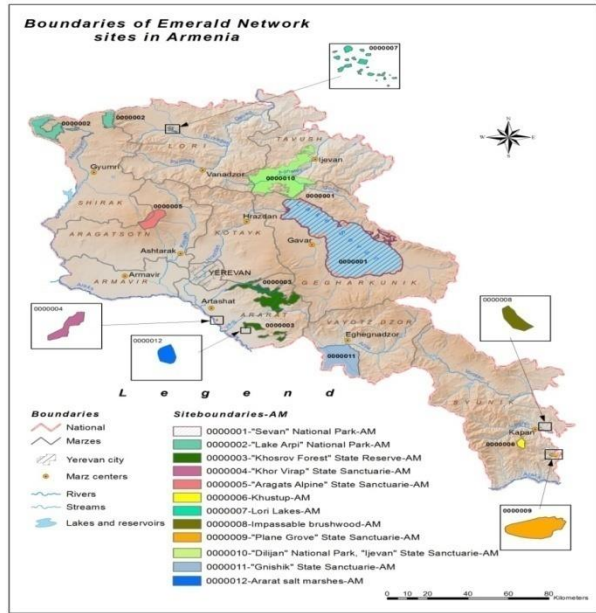 Boundaries of Emerald Network
sites in Armenia
0000007
0000002
0000002
LORI
TAVUSH
Ijevan
Gyumri
Vanadzor
0000010
SHIRAK
0000005
0000001
Hrazdan
ARAGATSOTN
KOTAYK
Gavar
Ashtarak
0000001
Armavir
YEREVAN
ARMAVIR
GEGHARKUNIK
0000003
0000004
Artashat
ARARAT
0000008
0000012
0000003
VAYOTZ DZOR
Eghegnadzor
0000011
SYUNIK
Kapan
0000006
0000009
Legend
Boundaries
National
Marzes
Yerevan city
Marz centers
Rivers
Streams
Lakes and reservoirs
Siteboundaries-AM
0000001-"Sevan" National Park-AM
0000002-"Lake Arpi" National Park-AM
0000003-"Khosrov Forest" State Reserve-AM
0000004-"Khor Virap" State Sanctuarie-AM
0000005-"Aragats Alpine" State Sanctuarie-AM
0000006-Khustup-AM
0000007-Lori Lakes-AM
0000008-Impassable brushwood-AM
0000009-"Plane Grove" State Sanctuarie-AM
0000010-"Dilijan" National Park, "Ijevan" State Sanctuarie-AM
0000011-"Gnishik" State Sanctuarie-AM
0000012-Ararat salt marshes-AM
0 10 20 40 60 80
Kilometers
N
W E
S